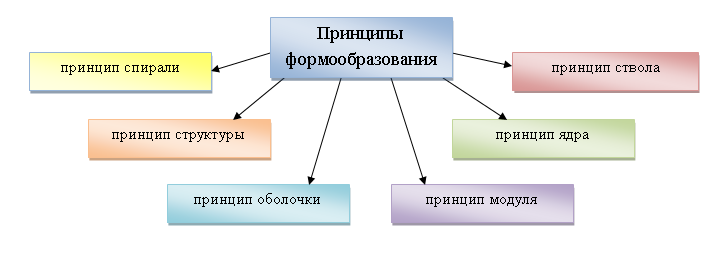 Принципы
формообразования
принцип спирали
принцип ствола
принцип структуры
принцип ядра
принцип оболочки
принцип модуля